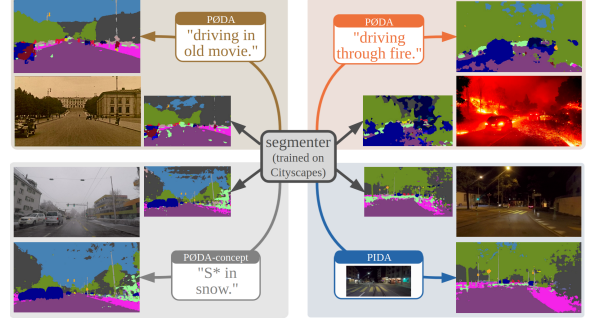 PØDA
"driving in
old movie."
PØDA
"driving
through fire."
segmenter
(trained on
Cityscapes)
PØDA-concept
"S* in
snow."
PIDA